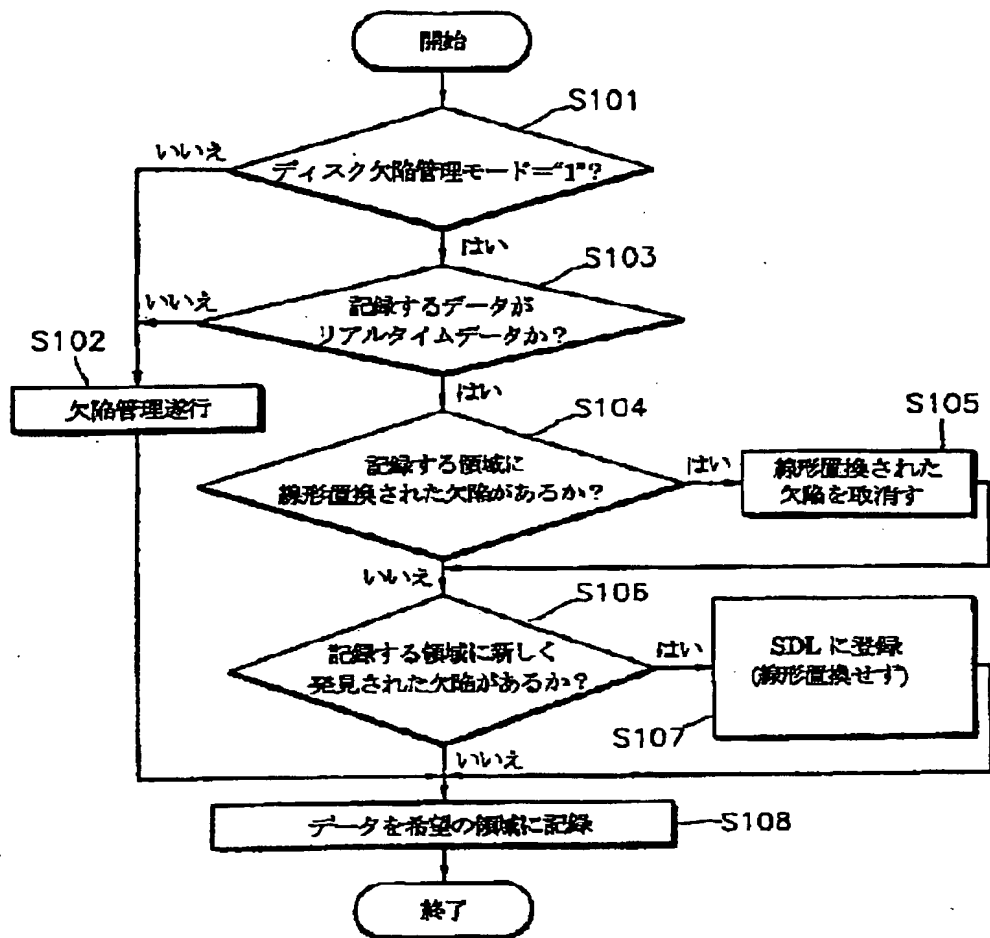 開始
S101
いいえ
ディスク欠陥管理モード="1"?
はい
S103
いいえ
記録するデータが
リアルタイムデータか?
S102
欠陥管理遂行
はい
S104
S105
記録する領域に
線形置換された欠陥があるか?
はい
線形置換された
欠陥を取消す
いいえ
S106
記録する領域に新しく
発見された欠陥があるか?
はい
SDLに登録
(線形置換せず)
S107
いいえ
データを希望の領域に記録
S108
終了